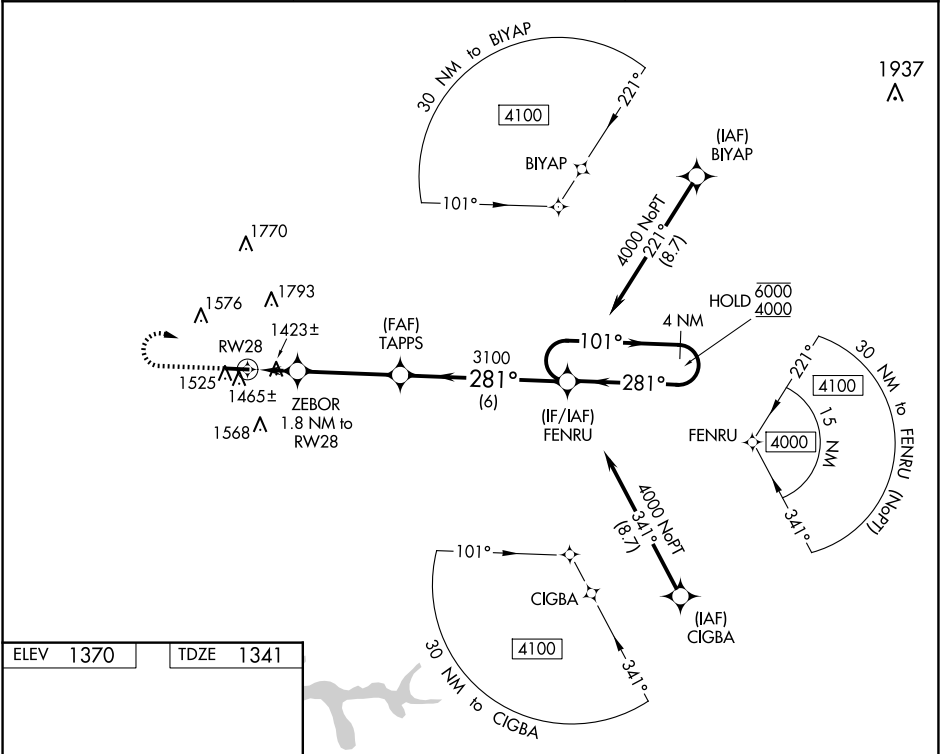 30 NM to BIYAP
221°
4100
BIYAP
101°
1937
(IAF)
BIYAP
4000 NoPT
221°
(8.7)
1770
1576
1793
1423±
RW28
1525
1465±
1568
ZEBOR
1.8 NM to
RW28
(FAF)
TAPPS
3100
281°
(6)
HOLD 6000
4000
4 NM
101°
281°
(IF/IAF)
FENRU
30 NM to FENRU (NoPT)
221°
4100
15 NM
FENRU
4000
341°
4000 NoPT
341°
(8.7)
(IAF)
CIGBA
101°
CIGBA
4100
341°
30 NM to CIGBA
ELEV 1370
TDZE 1341